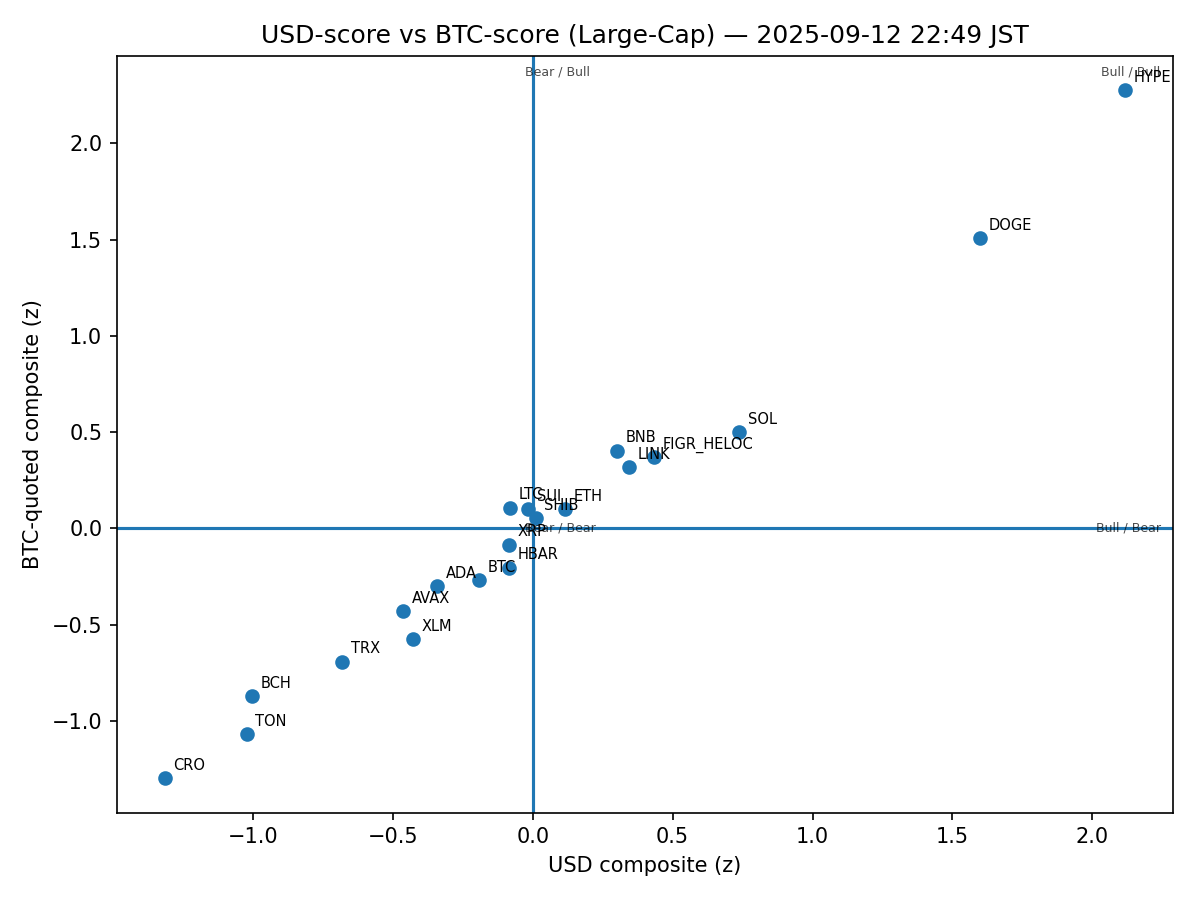 USD-score vs BTC-score (Large-Cap) — 2025-09-12 22:49 JST
Bear / Bull
Bull / Bull
HYPE
2.0
DOGE
1.5
1.0
SOL
0.5
BNB
FIGR_HELOC
LINK
LTC
SUI
ETH
SHIB
0.0
Bear / Bear
Bull / Bear
XRP
HBAR
BTC
ADA
AVAX
−0.5
XLM
TRX
BCH
−1.0
TON
CRO
BTC-quoted composite (z)
−1.0
−0.5
0.0
0.5
1.0
1.5
2.0
USD composite (z)